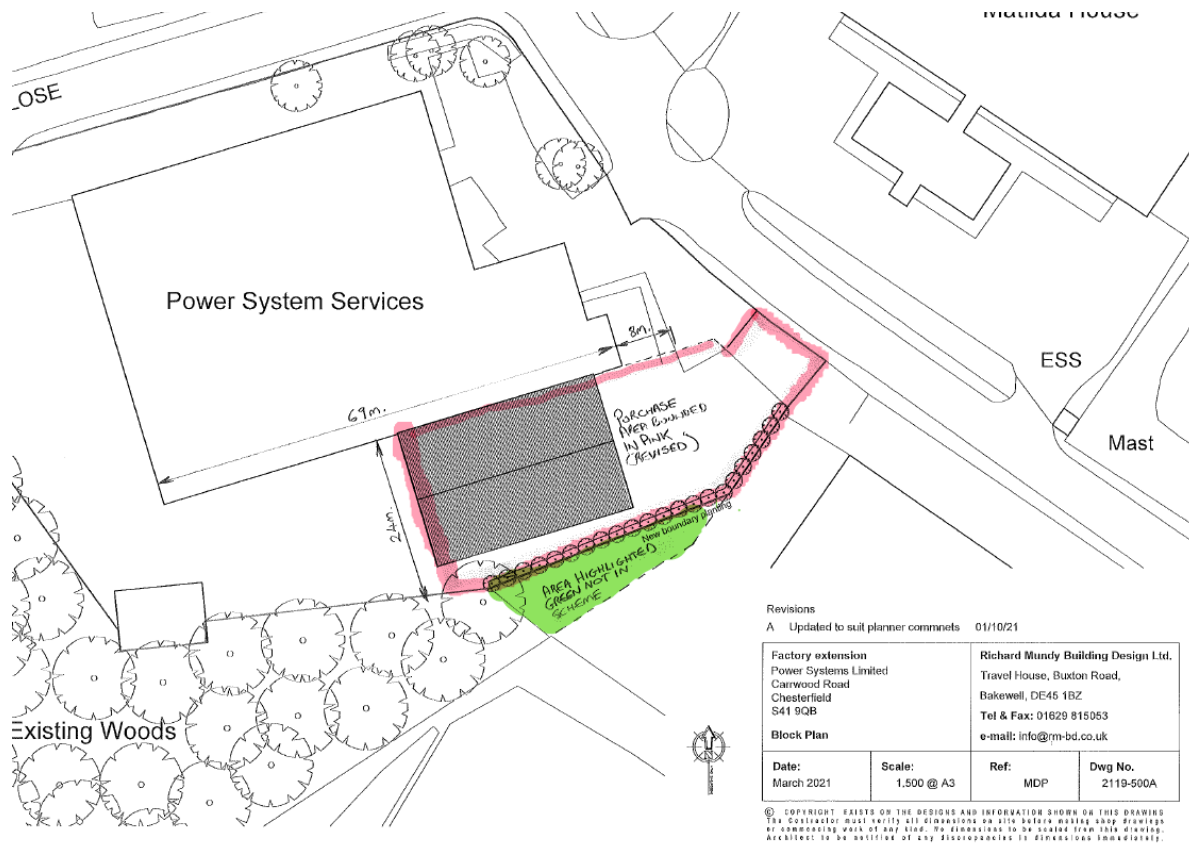 Matilda House
LOSE
Power System Services
8m.
69m.
24m.
PURCHASE
AREA BOUNDED
IN PINK
(REVISED)
ESS
Mast
New boundary planting
AREA HIGHLIGHTED
GREEN NOT IN
SCHEME
Existing Woods
N
Revisions
A Updated to suit planner commnets 01/10/21
Factory extension
Power Systems Limited
Carrwood Road
Chesterfield
S41 9QB
Block Plan
Richard Mundy Building Design Ltd.
Travel House, Buxton Road,
Bakewell, DE45 1BZ
Tel & Fax: 01629 815053
e-mail: info@rm-bd.co.uk
Date:
March 2021
Scale:
1,500 @ A3
Ref:
MDP
Dwg No.
2119-500A
© COPYRIGHT EXISTS ON THE DESIGNS AND INFORMATION SHOWN ON THIS DRAWING
The Contractor must verify all dimensions on site before making shop drawings
or commencing work of any kind. No dimensions to be scaled from this drawing.
Architect to be notified of any discrepancies in dimensions immediately.